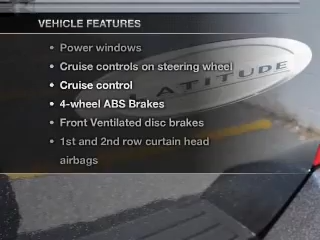 VEHICLE FEATURES
• Power windows
• Cruise controls on steering wheel
• Cruise control
• 4-wheel ABS Brakes
• Front Ventilated disc brakes
• 1st and 2nd row curtain head
airbags
LATITUDE